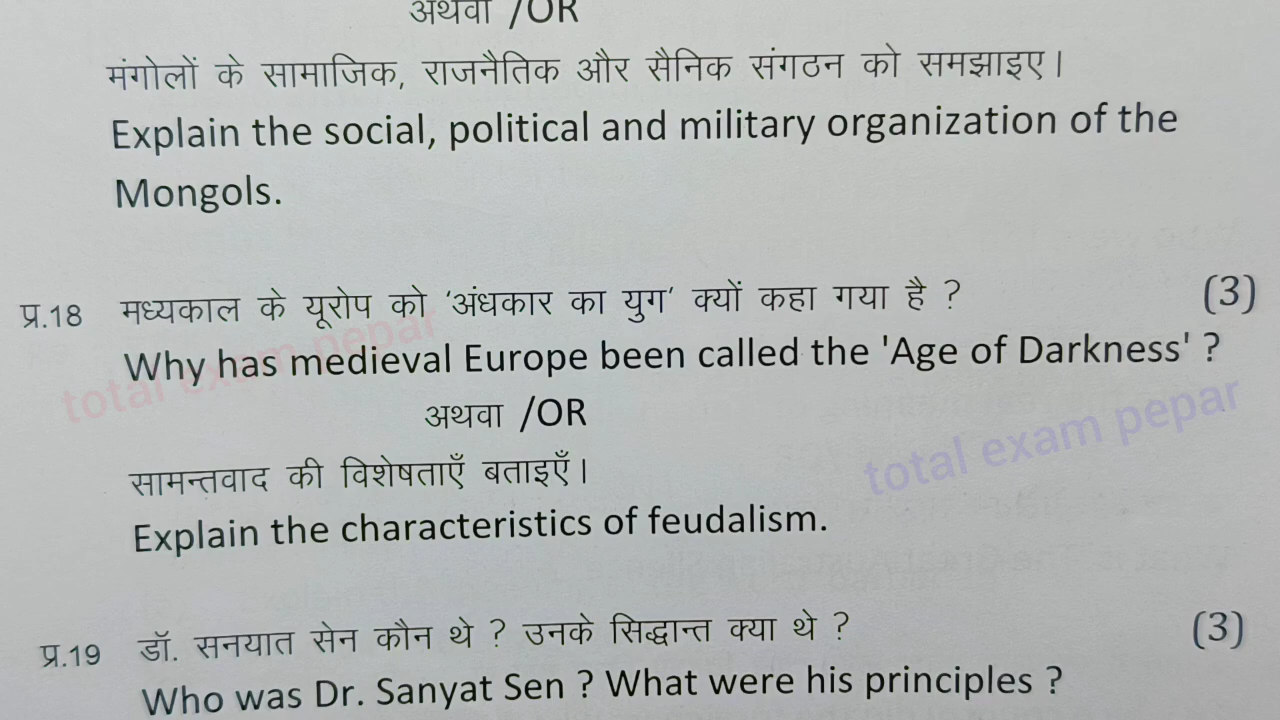 अथवा /OR
मंगोलों के सामाजिक, राजनैतिक और सैनिक संगठन को समझाइए।
Explain the social, political and military organization of the
Mongols.
प्र.18 मध्यकाल के यूरोप को 'अंधकार का युग' क्यों कहा गया है ? (3)
Why has medieval Europe been called the 'Age of Darkness' ?
total exam pepar
अथवा /OR
total exam pepar
सामन्तवाद की विशेषताएँ बताइएँ।
Explain the characteristics of feudalism.
प्र.19 डॉ. सनयात सेन कौन थे ? उनके सिद्धान्त क्या थे ? (3)
Who was Dr. Sanyat Sen ? What were his principles ?